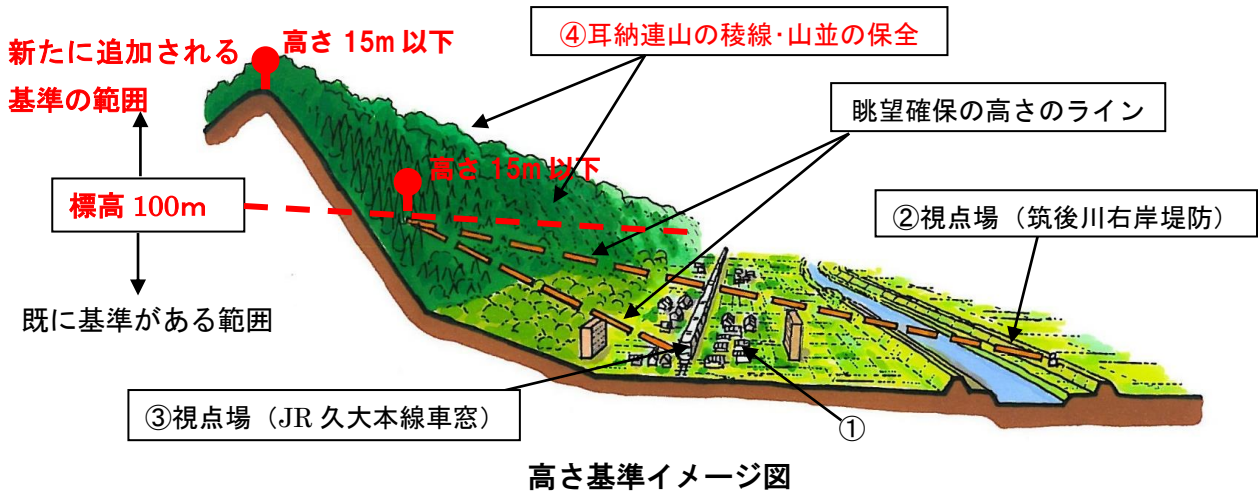 新たに追加される
基準の範囲
高さ 15m 以下
④耳納連山の稜線・山並の保全
眺望確保の高さのライン
高さ 15m 以下
標高 100m
②視点場（筑後川右岸堤防）
既に基準がある範囲
③視点場（JR 久大本線車窓）
①
高さ基準イメージ図